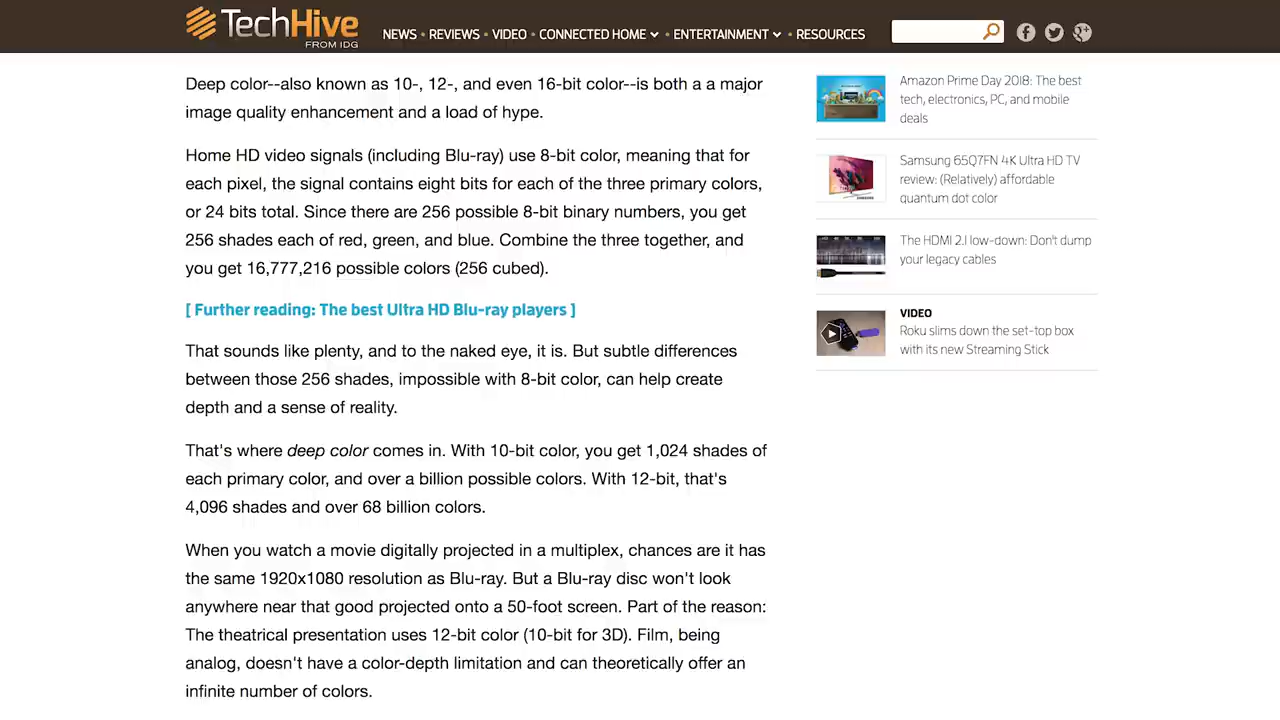 TechHive
FROM IDG
NEWS • REVIEWS • VIDEO • CONNECTED HOME • ENTERTAINMENT • RESOURCES
Deep color--also known as 10-, 12-, and even 16-bit color--is both a a major
image quality enhancement and a load of hype.
Home HD video signals (including Blu-ray) use 8-bit color, meaning that for
each pixel, the signal contains eight bits for each of the three primary colors,
or 24 bits total. Since there are 256 possible 8-bit binary numbers, you get
256 shades each of red, green, and blue. Combine the three together, and
you get 16,777,216 possible colors (256 cubed).
[ Further reading: The best Ultra HD Blu-ray players ]
That sounds like plenty, and to the naked eye, it is. But subtle differences
between those 256 shades, impossible with 8-bit color, can help create
depth and a sense of reality.
That's where deep color comes in. With 10-bit color, you get 1,024 shades of
each primary color, and over a billion possible colors. With 12-bit, that's
4,096 shades and over 68 billion colors.
When you watch a movie digitally projected in a multiplex, chances are it has
the same 1920x1080 resolution as Blu-ray. But a Blu-ray disc won't look
anywhere near that good projected onto a 50-foot screen. Part of the reason:
The theatrical presentation uses 12-bit color (10-bit for 3D). Film, being
analog, doesn't have a color-depth limitation and can theoretically offer an
infinite number of colors.
Amazon Prime Day 2018: The best
tech, electronics, PC, and mobile
deals
Samsung 65Q7FN 4K Ultra HD TV
review: (Relatively) affordable
quantum dot color
The HDMI 2.1 low-down: Don't dump
your legacy cables
VIDEO
Roku slims down the set-top box
with its new Streaming Stick